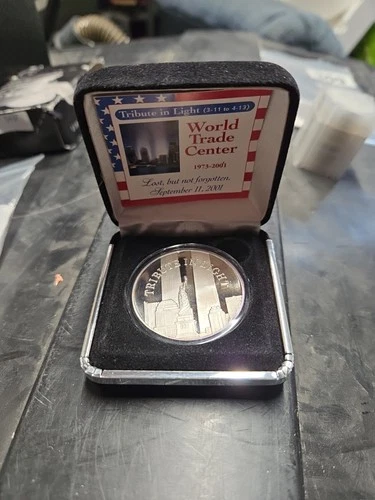 Tribute in Light (3-11 to 4-13)
World
Trade
Center
1973-2001
Lost, but not forgotten.
September 11, 2001
TRIBUTE IN LIGHT